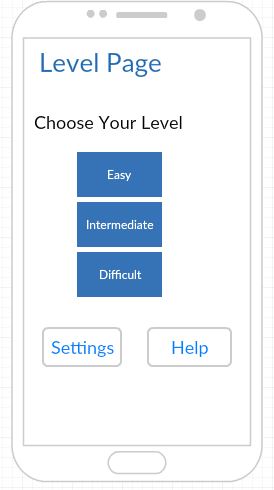 Level Page
Choose Your Level
Easy
Intermediate
Difficult
Settings Help